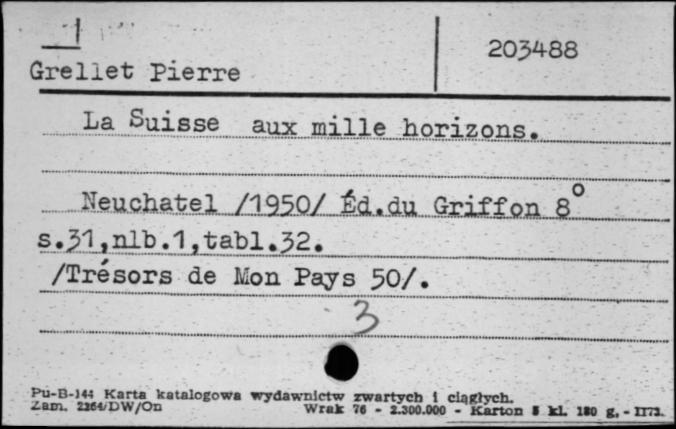 203488
Grellet Pierre
La Suisse aux mille horizons.
Neuchatel /1950/ Éd.du Griffon 8°
s.31,nlb.1,tabl.32.
/Trésors de Mon Pays 50/.
3
Pu-B-144 Karta katalogowa wydawnictw zwartych i ciągłych.
Zam. 2264/DW/On Wrak 76 - 2.300.000 - Karton 5 kl. 180 g. - II73.